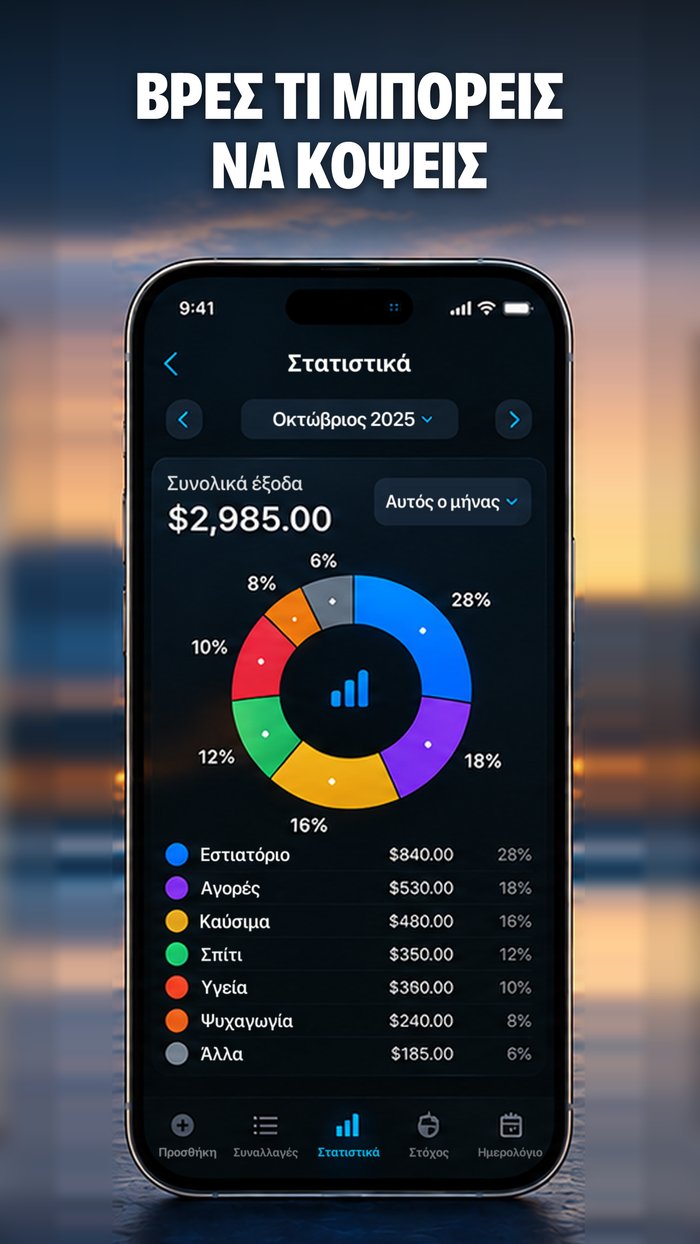 ΒΡΕΣ ΤΙ ΜΠΟΡΕΙΣ
ΝΑ ΚΟΨΕΙΣ
9:41
Στατιστικά
Οκτώβριος 2025
Συνολικά έξοδα
$2,985.00
Αυτός ο μήνας
6%
8%
28%
10%
12%
18%
16%
Εστιατόριο $840.00 28%
Αγορές $530.00 18%
Καύσιμα $480.00 16%
Σπίτι $350.00 12%
Υγεία $360.00 10%
Ψυχαγωγία $240.00 8%
Άλλα $185.00 6%
Προσθήκη Συναλλαγές Στατιστικά Στόχος Ημερολόγιο